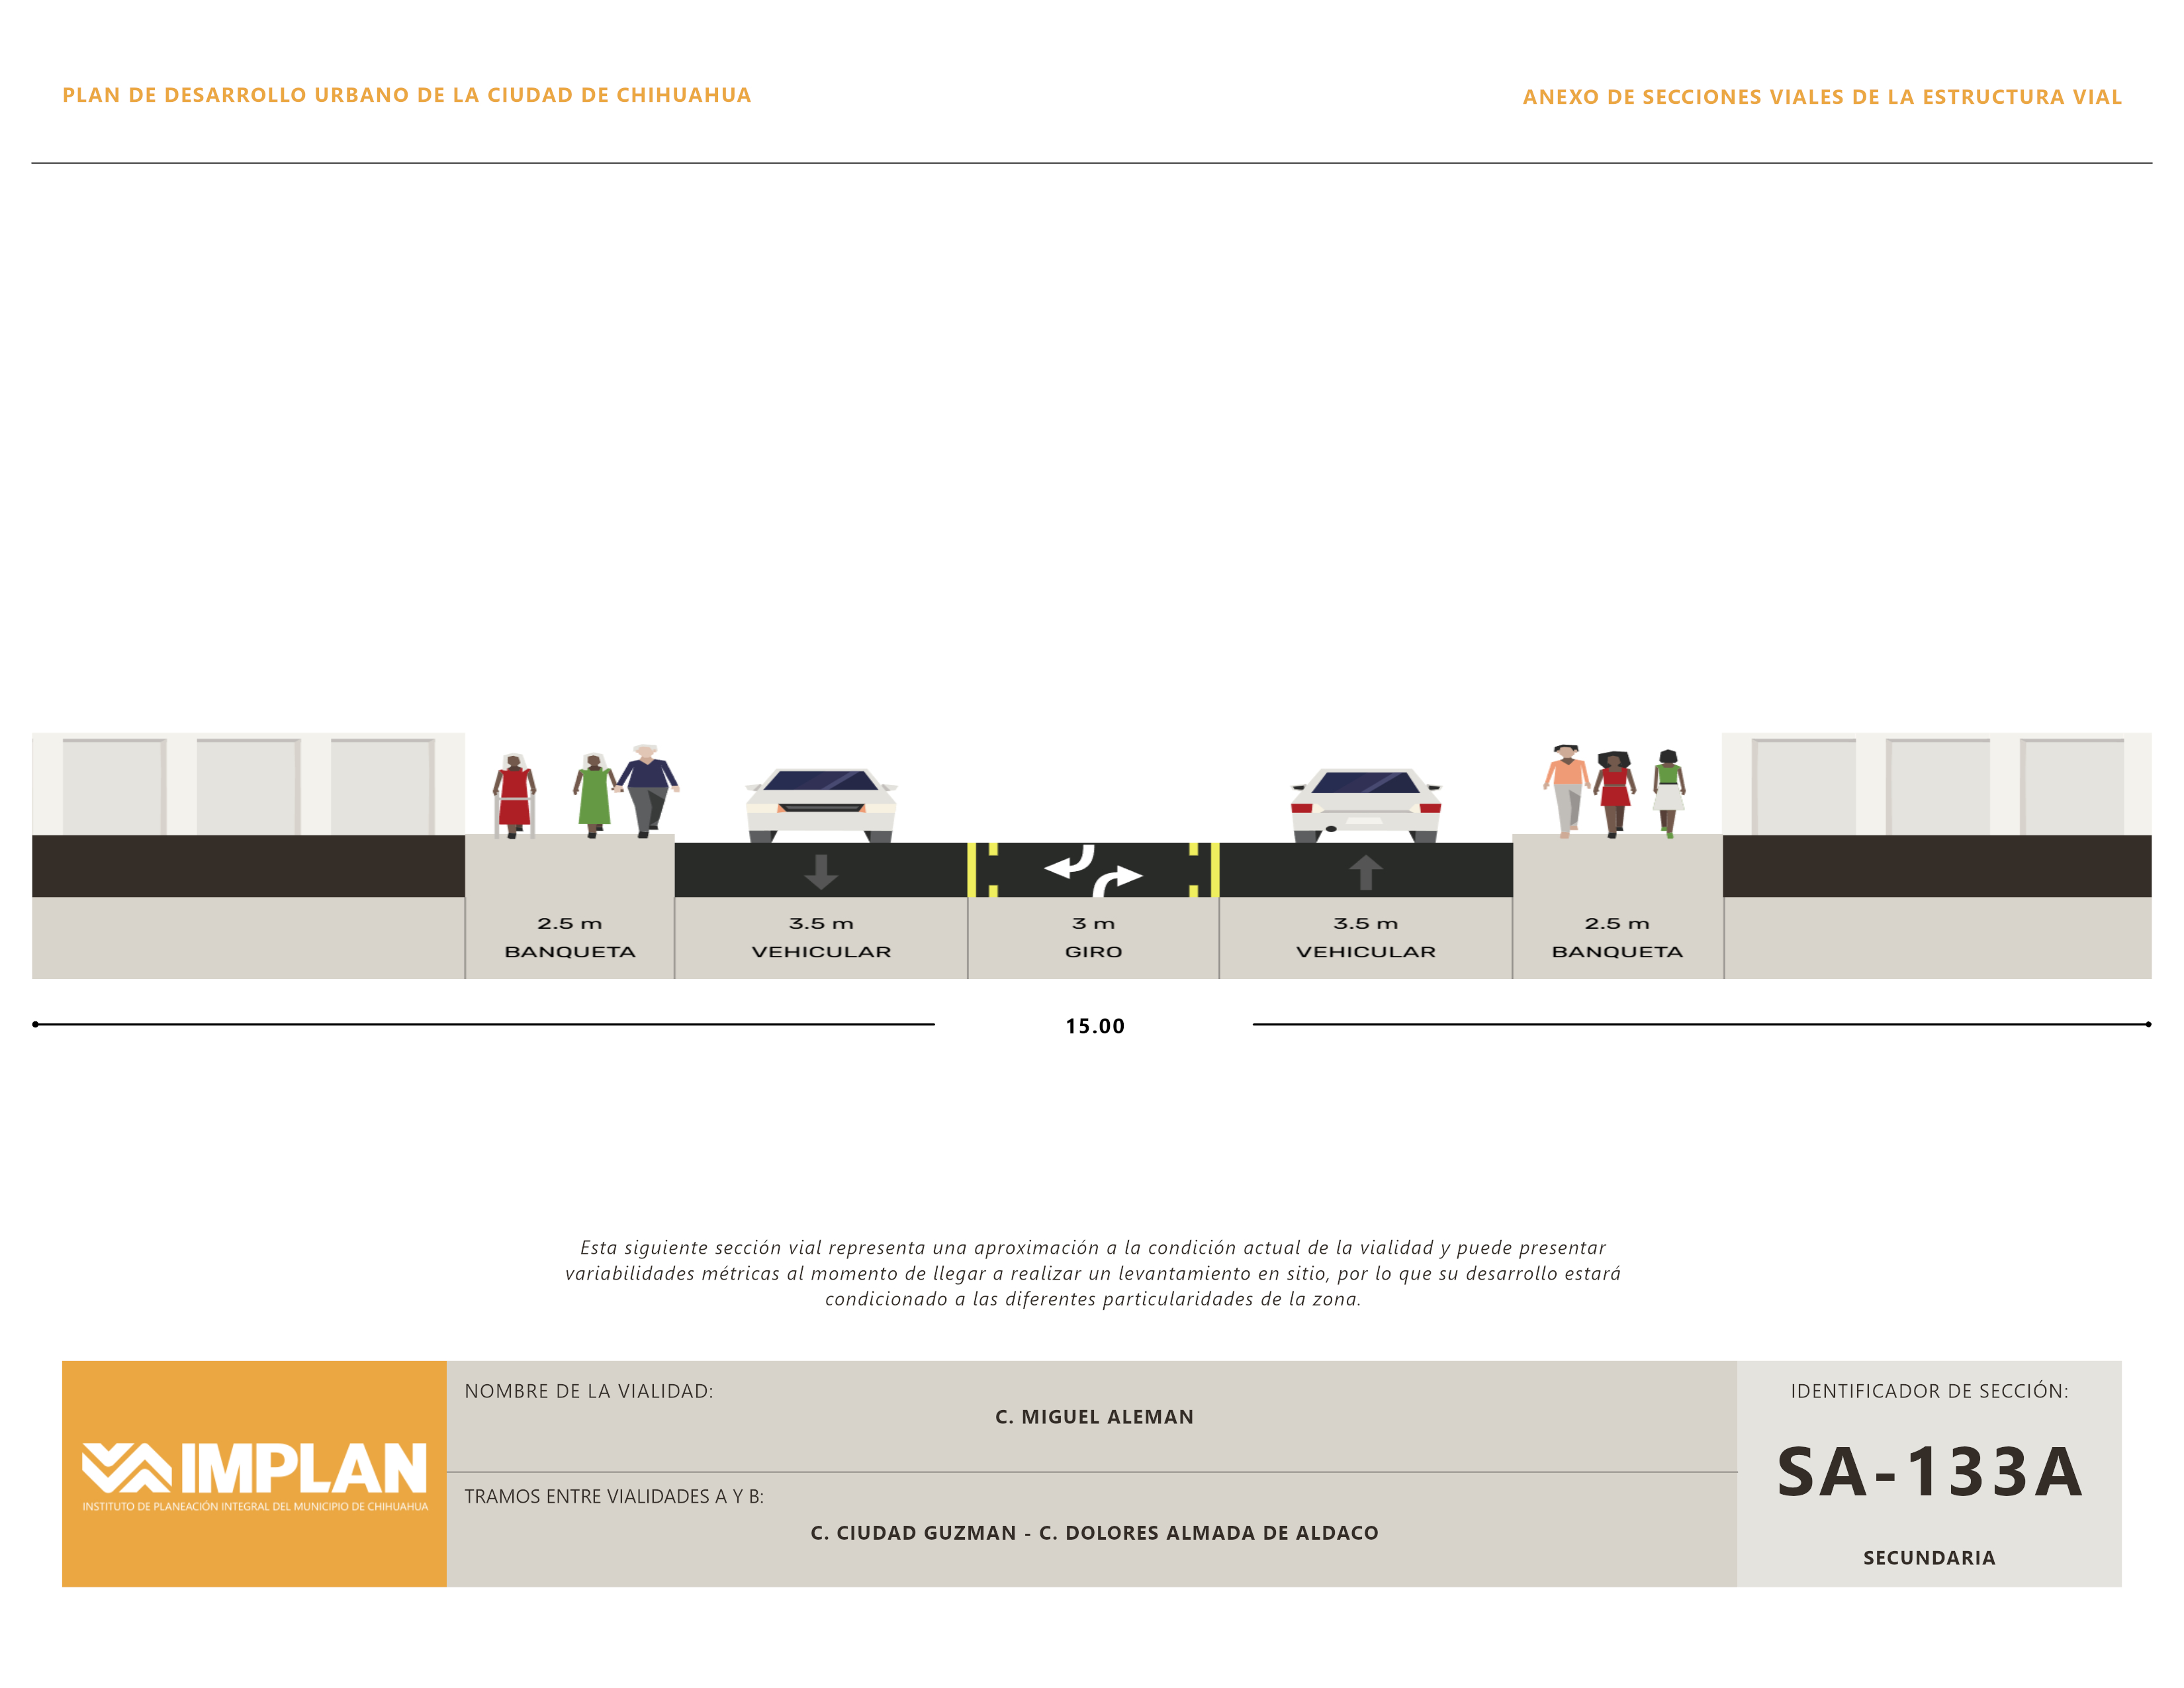 PLAN DE DESARROLLO URBANO DE LA CIUDAD DE CHIHUAHUA
ANEXO DE SECCIONES VIALES DE LA ESTRUCTURA VIAL
2.5 m
BANQUETA
3.5 m
VEHICULAR
3 m
GIRO
3.5 m
VEHICULAR
2.5 m
BANQUETA
15.00
Esta siguiente sección vial representa una aproximación a la condición actual de la vialidad y puede presentar
variabilidades métricas al momento de llegar a realizar un levantamiento en sitio, por lo que su desarrollo estará
condicionado a las diferentes particularidades de la zona.
IMPLAN
INSTITUTO DE PLANEACIÓN INTEGRAL DEL MUNICIPIO DE CHIHUAHUA
NOMBRE DE LA VIALIDAD:
C. MIGUEL ALEMAN
TRAMOS ENTRE VIALIDADES A Y B:
C. CIUDAD GUZMAN - C. DOLORES ALMADA DE ALDACO
IDENTIFICADOR DE SECCIÓN:
SA-133A
SECUNDARIA